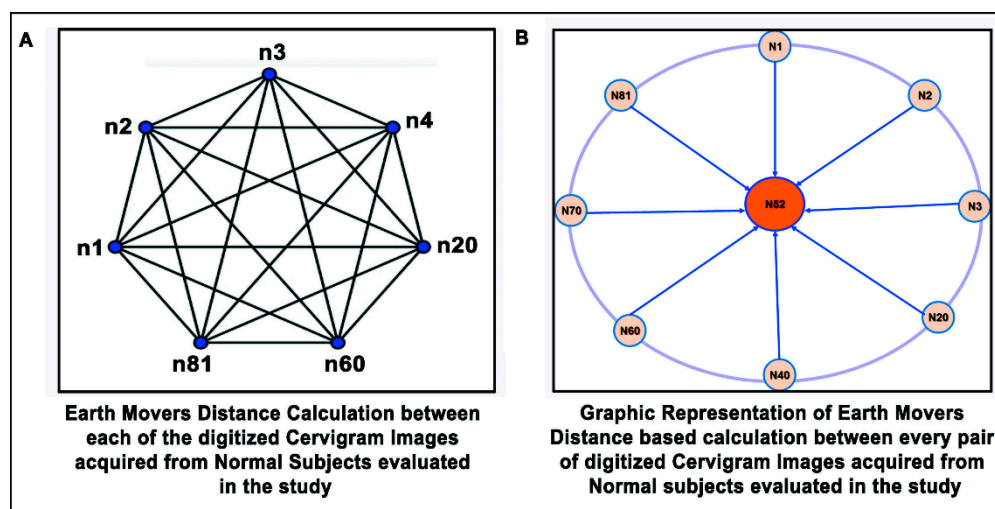 A
n3
n2
n4
n1
n20
n81
n60
Earth Movers Distance Calculation between
each of the digitized Cervigram Images
acquired from Normal Subjects evaluated
in the study
B
N1
N81
N2
N52
N70
N3
N60
N20
N40
Graphic Representation of Earth Movers
Distance based calculation between every pair
of digitized Cervigram Images acquired from
Normal subjects evaluated in the study